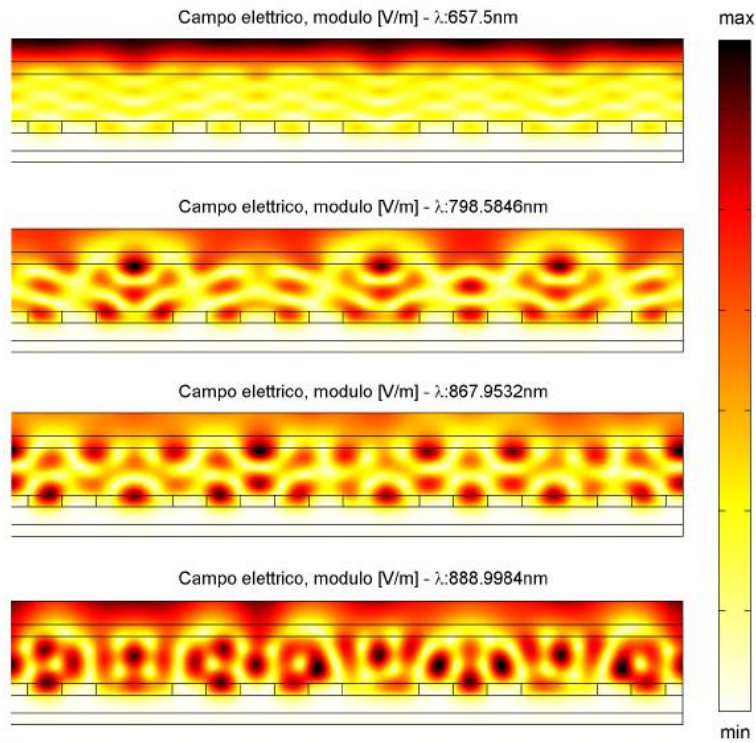 Campo elettrico, modulo [V/m] - λ:657.5nm
max
Campo elettrico, modulo [V/m] - λ:798.5846nm
Campo elettrico, modulo [V/m] - λ:867.9532nm
Campo elettrico, modulo [V/m] - λ:888.9984nm
min